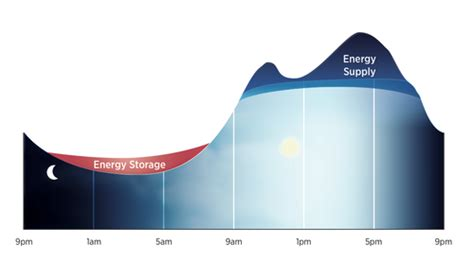 Energy
Supply
Energy Storage
9pm 1am 5am 9am 1pm 5pm 9pm